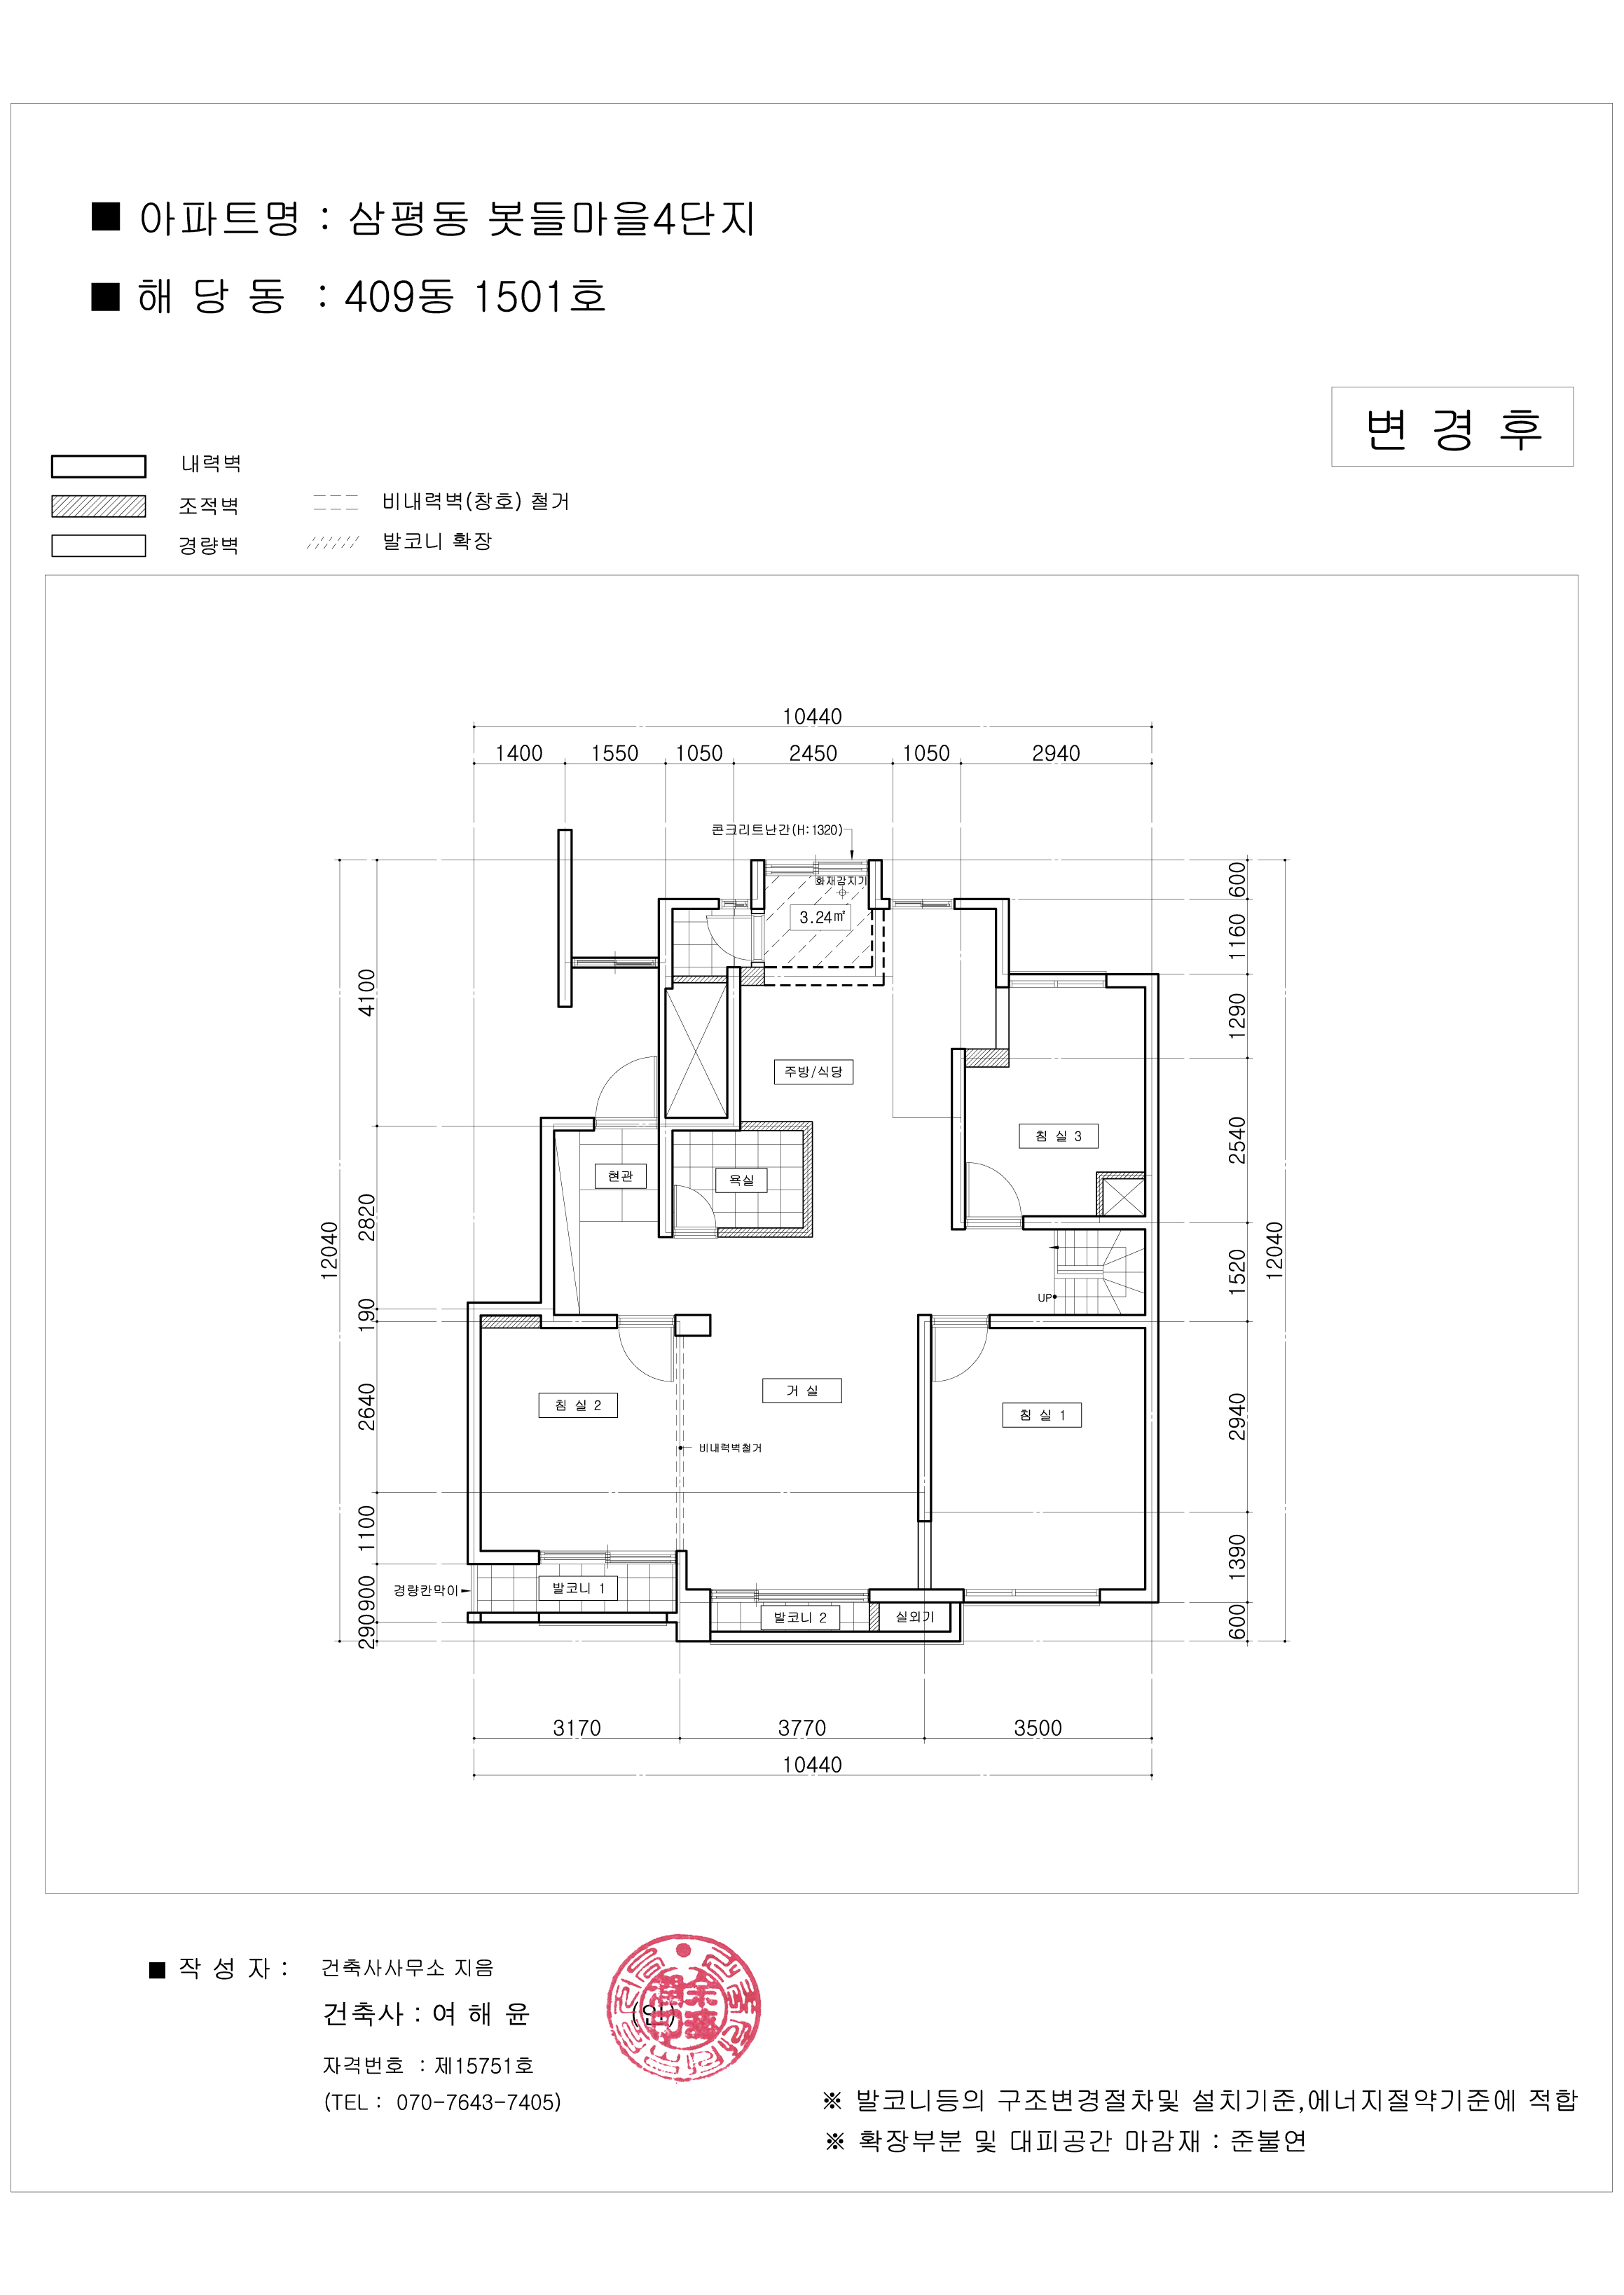 ■ 아파트명 : 삼평동 봇들마을4단지
■ 해 당 동 : 409동 1501호
변 경 후
내력벽
조적벽
비내력벽(창호) 철거
경량벽
발코니 확장
10440
1400 1550 1050 2450 1050 2940
콘크리트난간(H:1320)
화재감지기
3.24㎡
600
1160
4100
1290
주방/식당
침 실 3
2540
현관
욕실
2820
12040
12040
1520
UP
190
거 실
침 실 2
침 실 1
2640
2940
비내력벽철거
1100
1390
경량칸막이
발코니 1
900
발코니 2
실외기
290
600
3170 3770 3500
10440
■ 작 성 자 : 건축사사무소 지음
건축사 : 여 해 윤 (인)
자격번호 : 제15751호
(TEL : 070-7643-7405)
※ 발코니등의 구조변경절차및 설치기준,에너지절약기준에 적합
※ 확장부분 및 대피공간 마감재 : 준불연